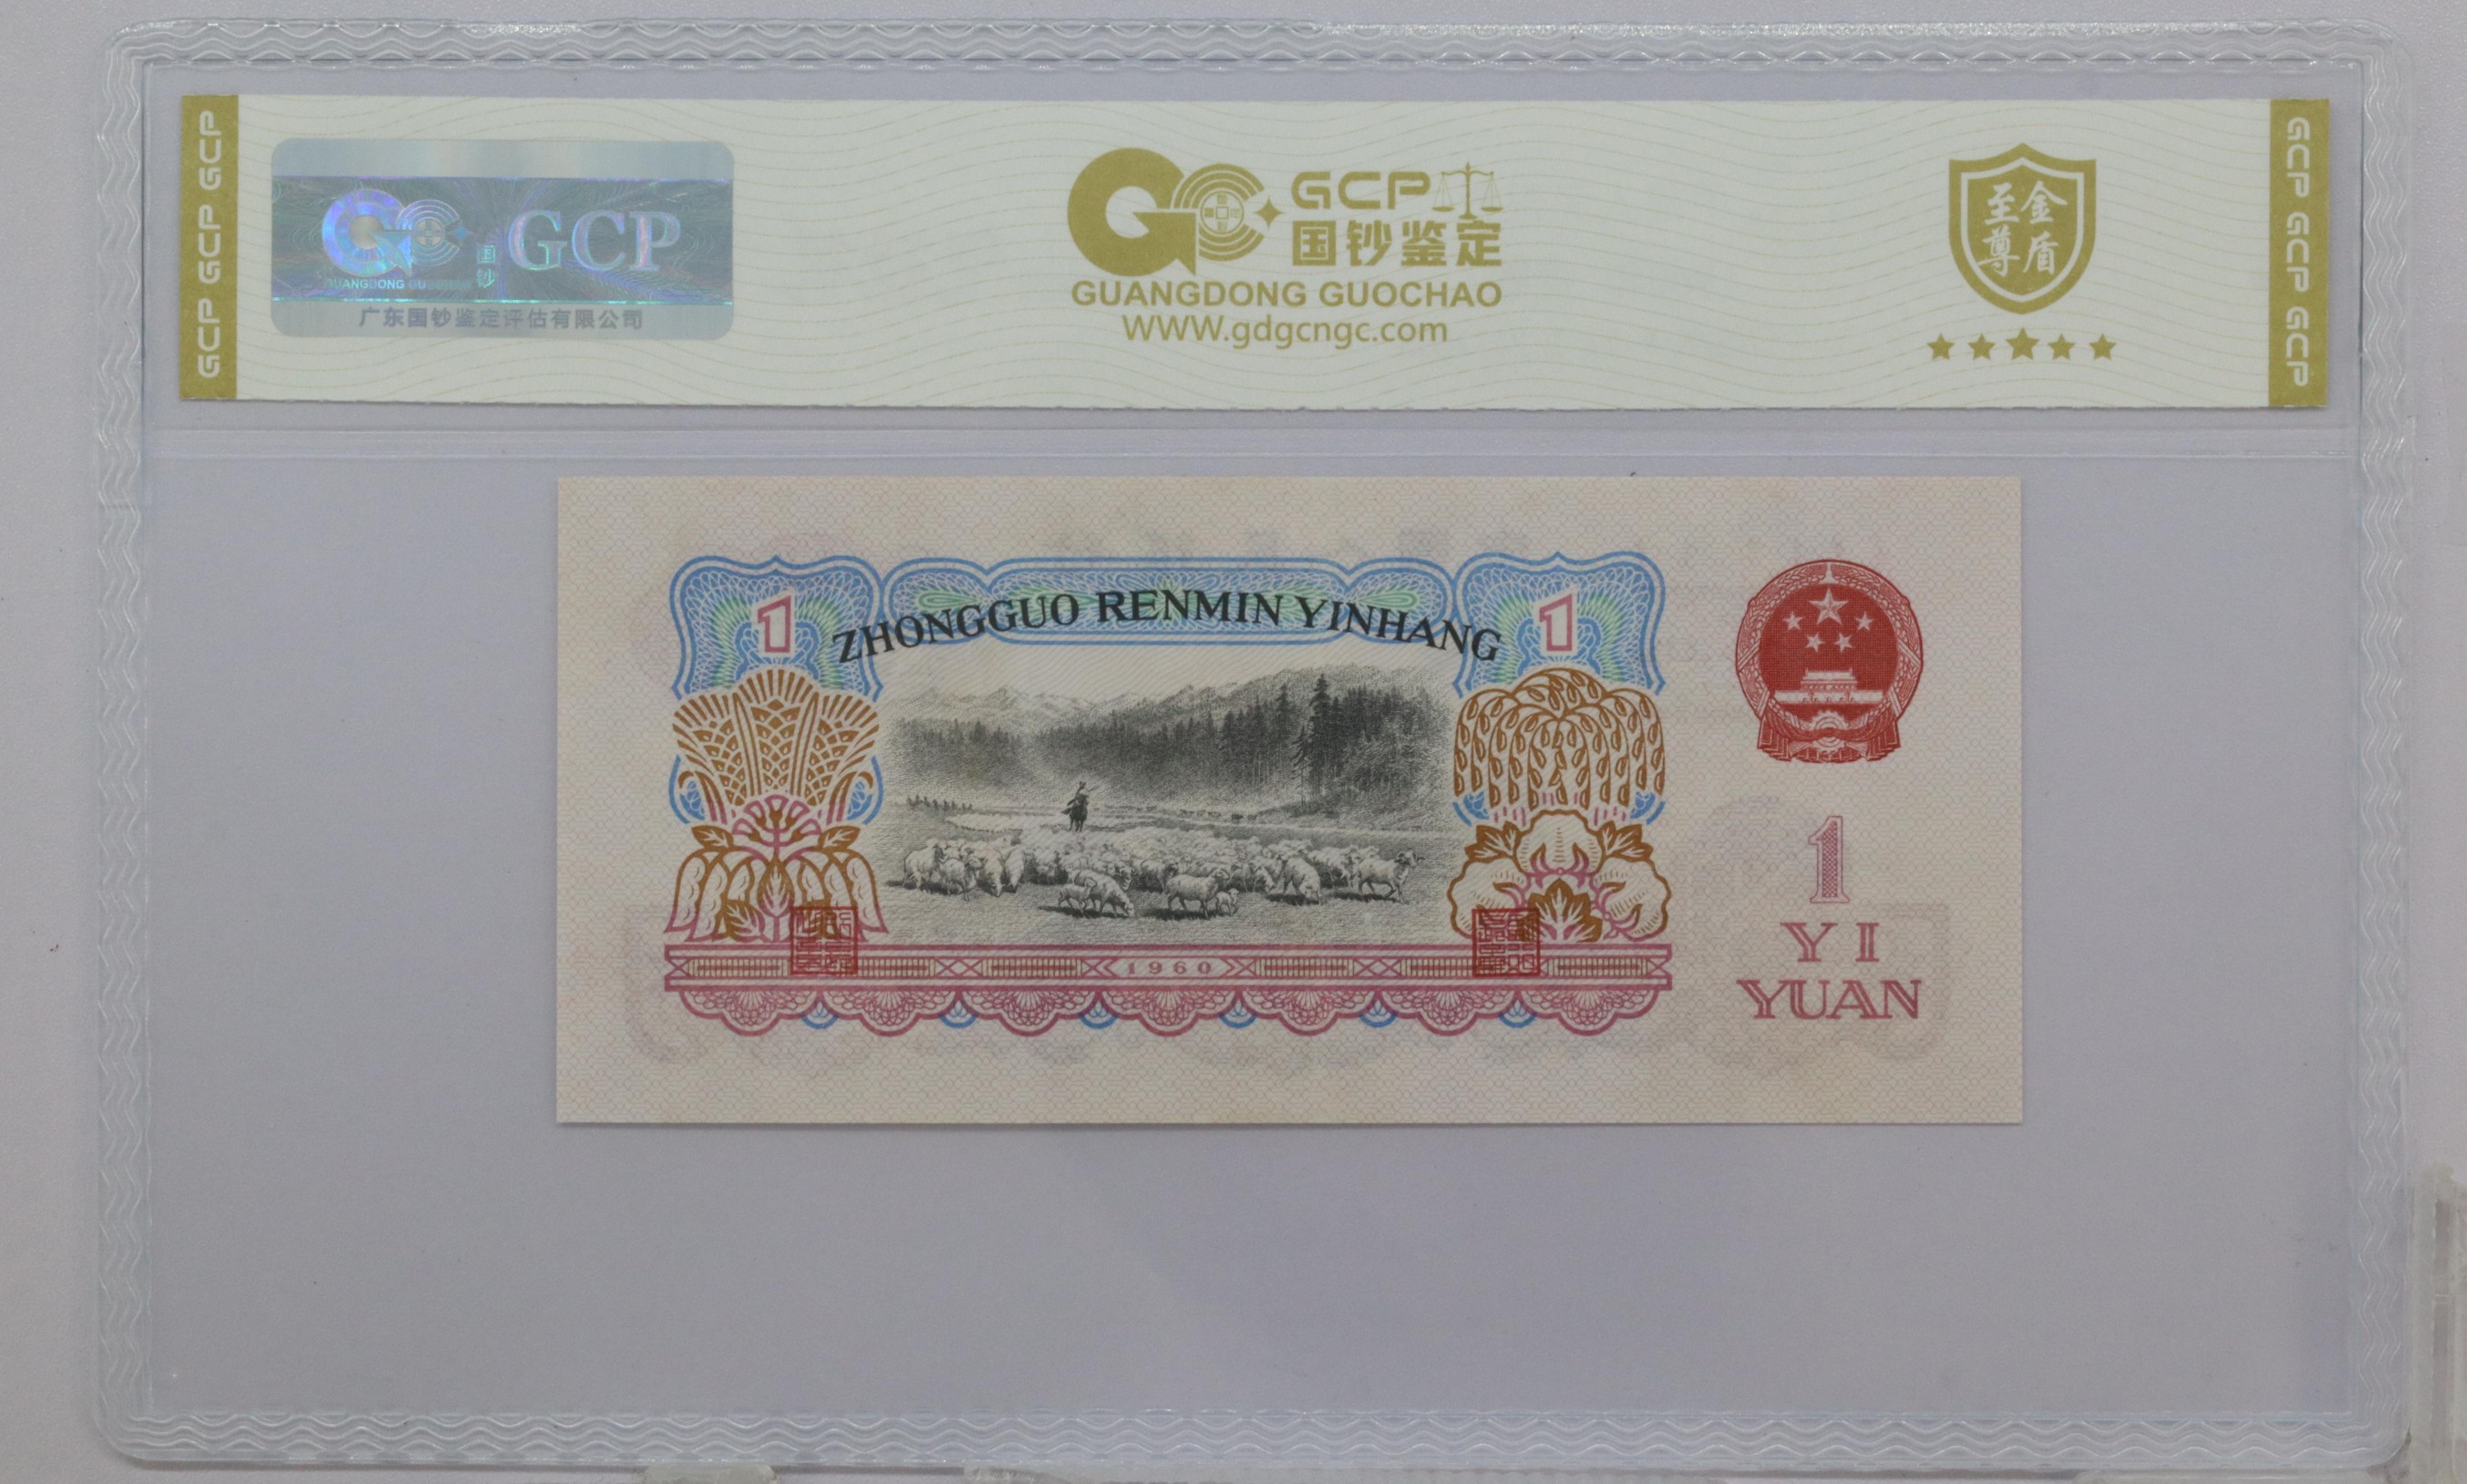 GCP GCP GCP
GCP
国钞
GUANGDONG GUOCHAO
广东国钞鉴定评估有限公司
GCP
国钞鉴定
GUANGDONG GUOCHAO
WWW.gdgcngc.com
至金
尊盾
GCP GCP GCP
1
ZHONGGUO RENMIN YINHANG
1
1960
1
YI
YUAN